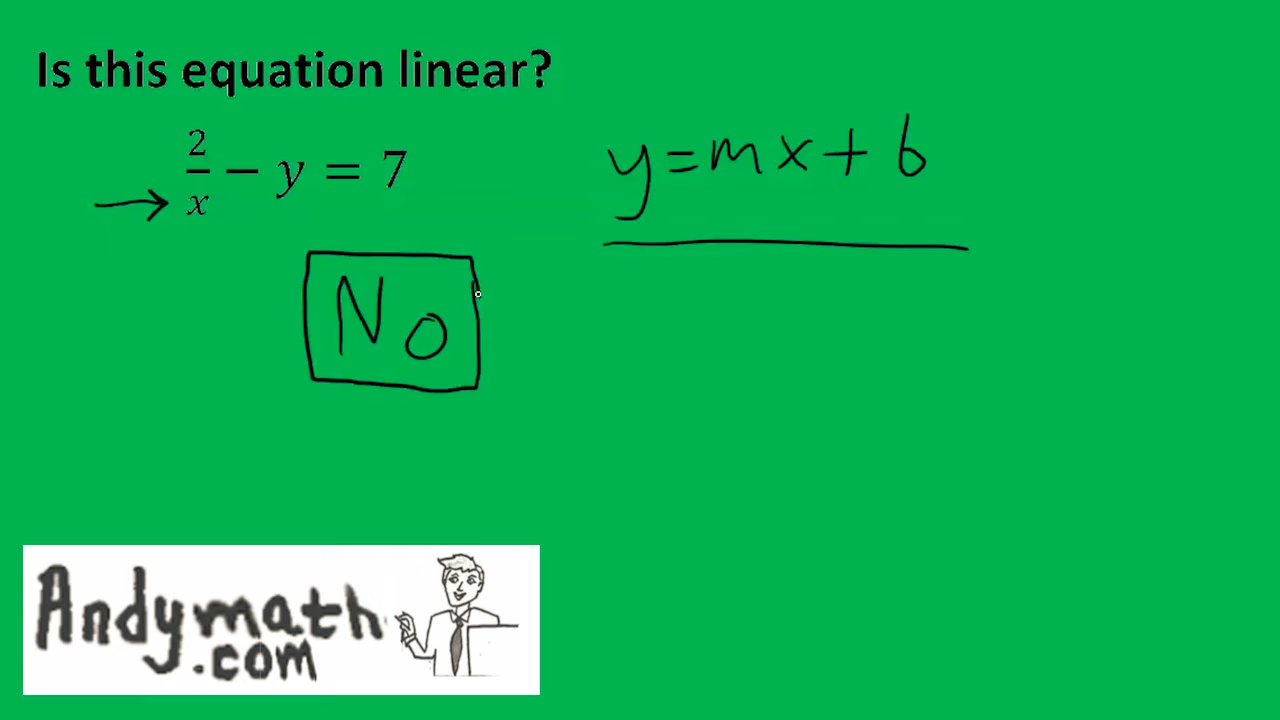 Is this equation linear?
2/x − y = 7
y=mx+b
No
Andymath
.com